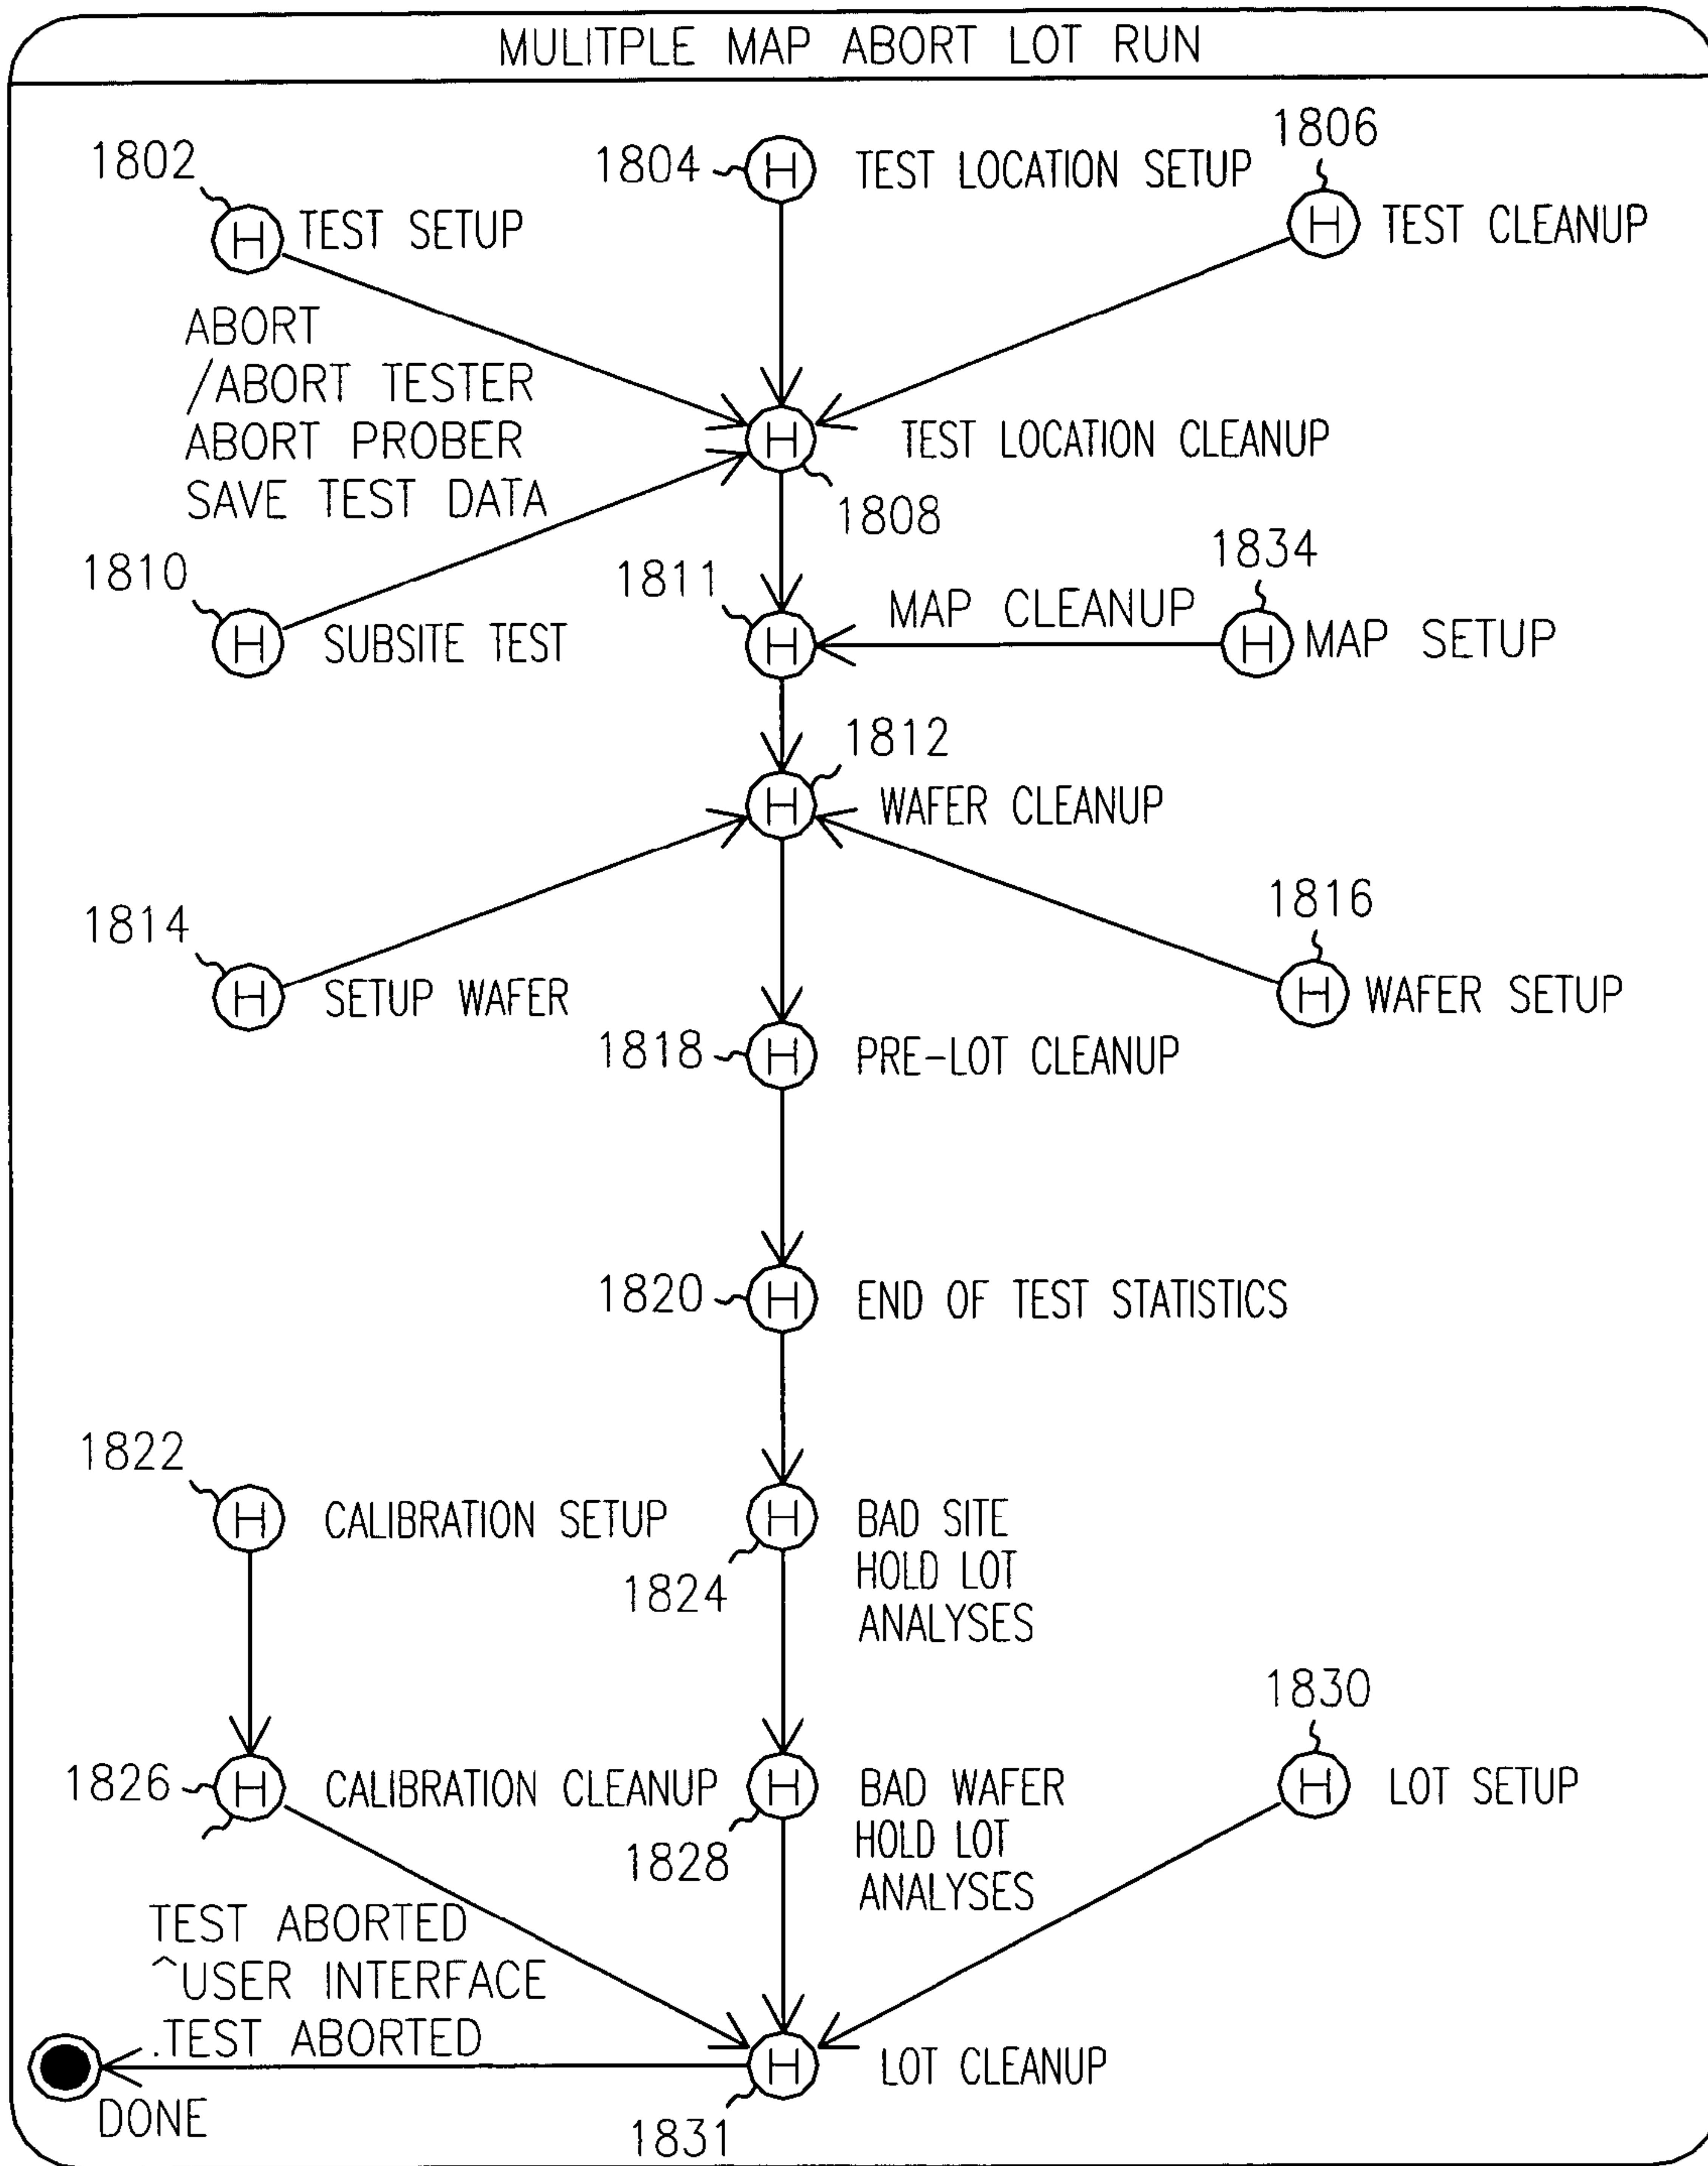 MULITPLE MAP ABORT LOT RUN
1802
1804
1806
H
TEST SETUP
H
TEST LOCATION SETUP
H
TEST CLEANUP
ABORT
/ABORT TESTER
ABORT PROBER
SAVE TEST DATA
H
TEST LOCATION CLEANUP
1808
1810
H
SUBSITE TEST
1811
H
MAP CLEANUP
1834
H
MAP SETUP
1812
H
WAFER CLEANUP
1814
H
SETUP WAFER
1816
H
WAFER SETUP
1818
H
PRE-LOT CLEANUP
1820
H
END OF TEST STATISTICS
1822
H
CALIBRATION SETUP
H
1824
BAD SITE
HOLD LOT
ANALYSES
1826
H
CALIBRATION CLEANUP
H
1828
BAD WAFER
HOLD LOT
ANALYSES
1830
H
LOT SETUP
TEST ABORTED
^USER INTERFACE
.TEST ABORTED
DONE
H
LOT CLEANUP
1831